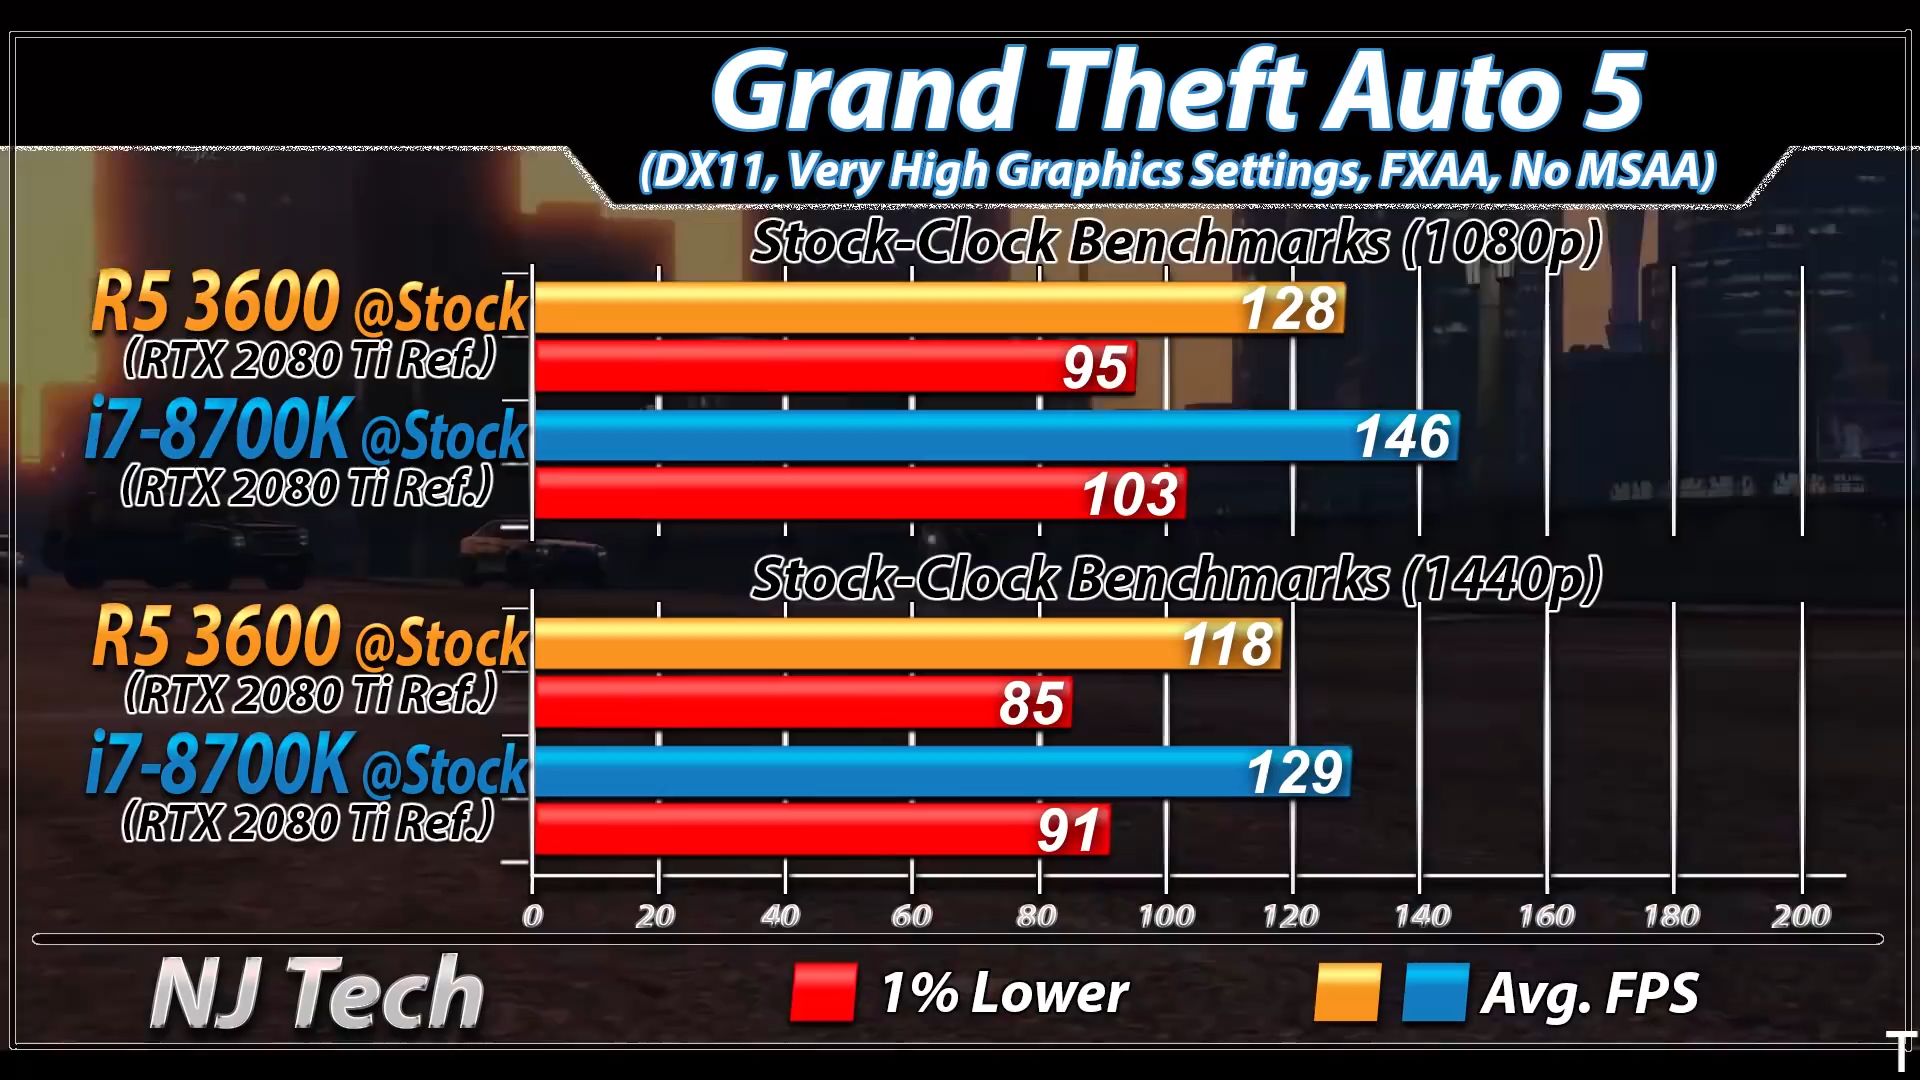 Grand Theft Auto 5
(DX11, Very High Graphics Settings, FXAA, No MSAA)
Stock-Clock Benchmarks (1080p)
R5 3600 @Stock
(RTX 2080 Ti Ref.)
128
95
i7-8700K @Stock
(RTX 2080 Ti Ref.)
146
103
Stock-Clock Benchmarks (1440p)
R5 3600 @Stock
(RTX 2080 Ti Ref.)
118
85
i7-8700K @Stock
(RTX 2080 Ti Ref.)
129
91
0 20 40 60 80 100 120 140 160 180 200
NJ Tech
1% Lower
Avg. FPS
T